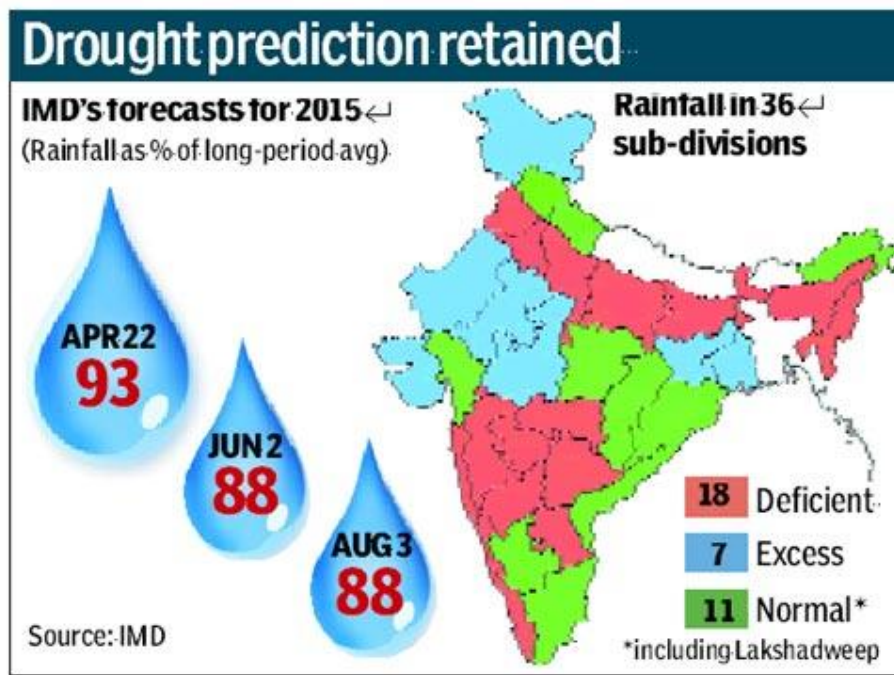 Drought prediction retained
IMD's forecasts for 2015
(Rainfall as % of long-period avg)
Rainfall in 36
sub-divisions
APR 22
93
JUN 2
88
AUG 3
88
18 Deficient
7 Excess
11 Normal*
*including Lakshadweep
Source: IMD